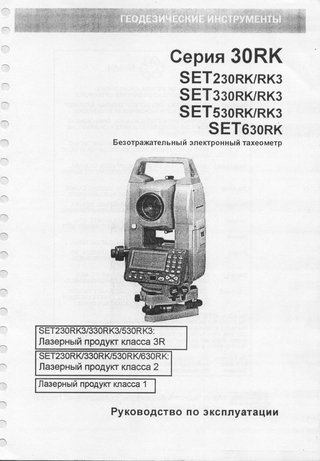 ГЕОДЕЗИЧЕСКИЕ ИНСТРУМЕНТЫ
Серия 30RK
SET230RK/RK3
SET330RK/RK3
SET530RK/RK3
SET630RK
Безотражательный электронный тахеометр
SET230RK3/330RK3/530RK3:
Лазерный продукт класса 3R
SET230RK/330RK/530RK/630RK:
Лазерный продукт класса 2
Лазерный продукт класса 1
Руководство по эксплуатации